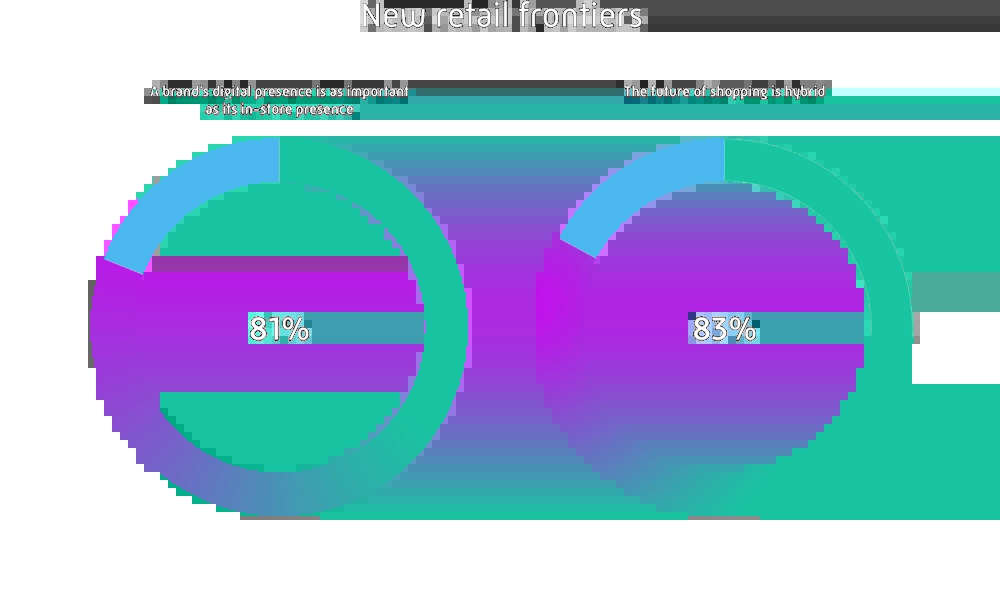 New retail frontiers
A brand's digital presence is as important
as its in-store presence
The future of shopping is hybrid
81%
83%